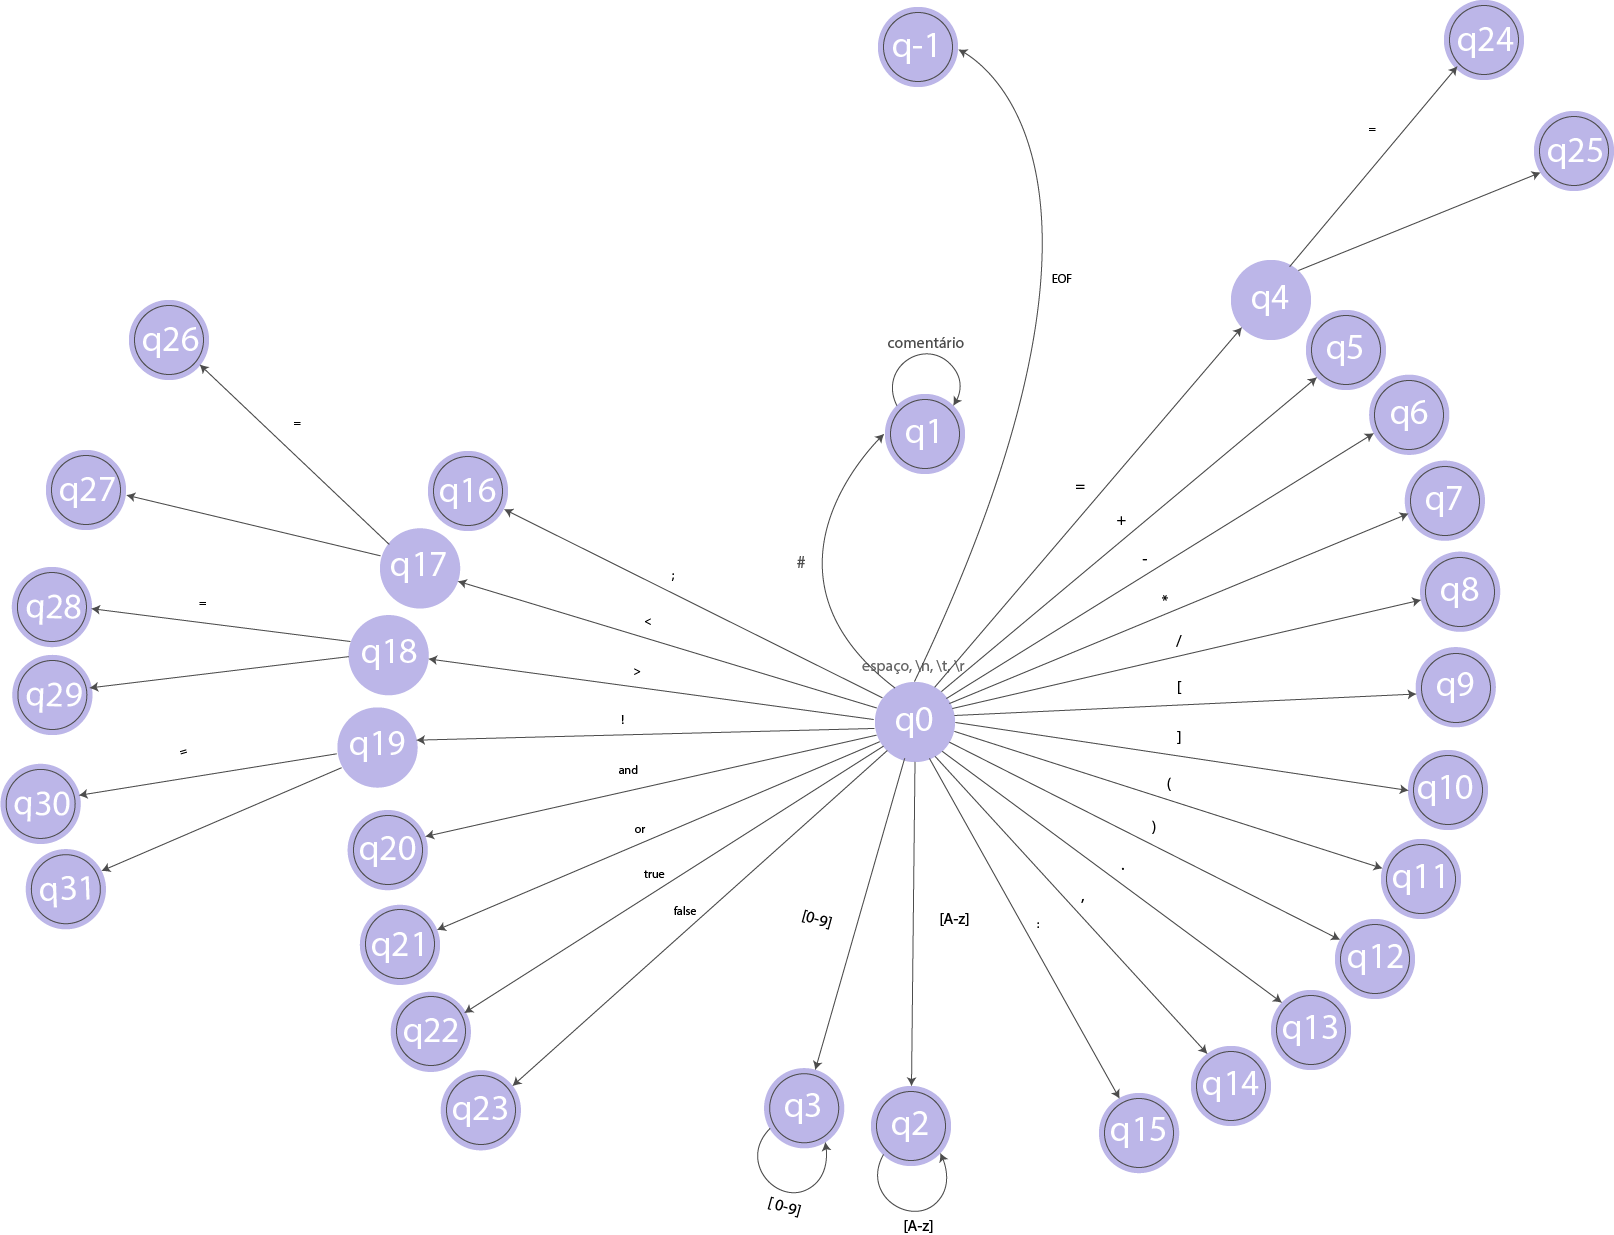 q-1
q24
q25
=
EOF
q4
q26
comentário
q5
q1
q6
=
q27
q16
=
q7
+
#
-
q17
;
*
q8
q28
=
<
/
q18
>
espaço, \n, \t, \r
[
q9
q29
q0
!
]
q19
=
and
(
q10
q30
or
)
q20
true
.
q11
q31
false
,
[0-9]
[A-z]
:
q21
q12
q22
q13
q14
q23
q3
q2
q15
[ 0-9]
[A-z]